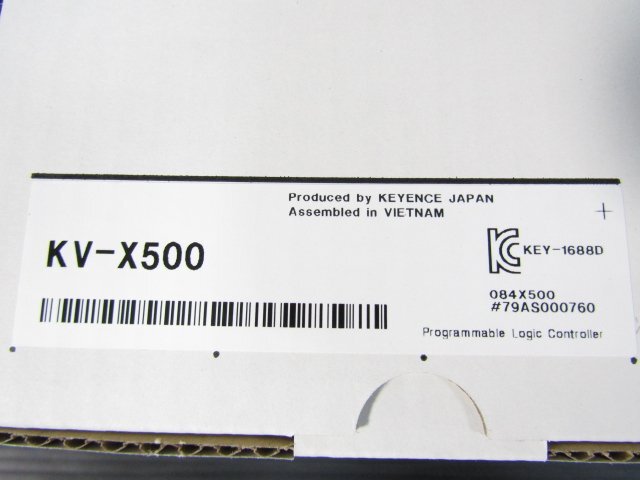 Produced by KEYENCE JAPAN
Assembled in VIETNAM
KV-X500
KEY-1688D
084X500
#79AS000760
Programmable Logic Controller